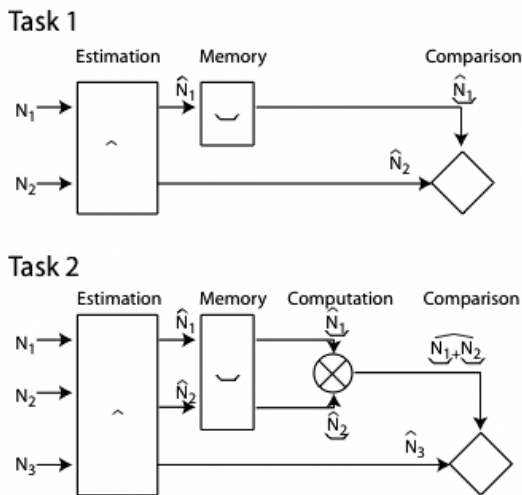 Task 1
Estimation Memory Comparison
N₁ N̂₁ N̂₁
N₂ N̂₂
Task 2
Estimation Memory Computation Comparison
N₁ N̂₁ N̂₁
N̂₁+N₂
N₂ N̂₂ N̂₂
N₃ N̂₃